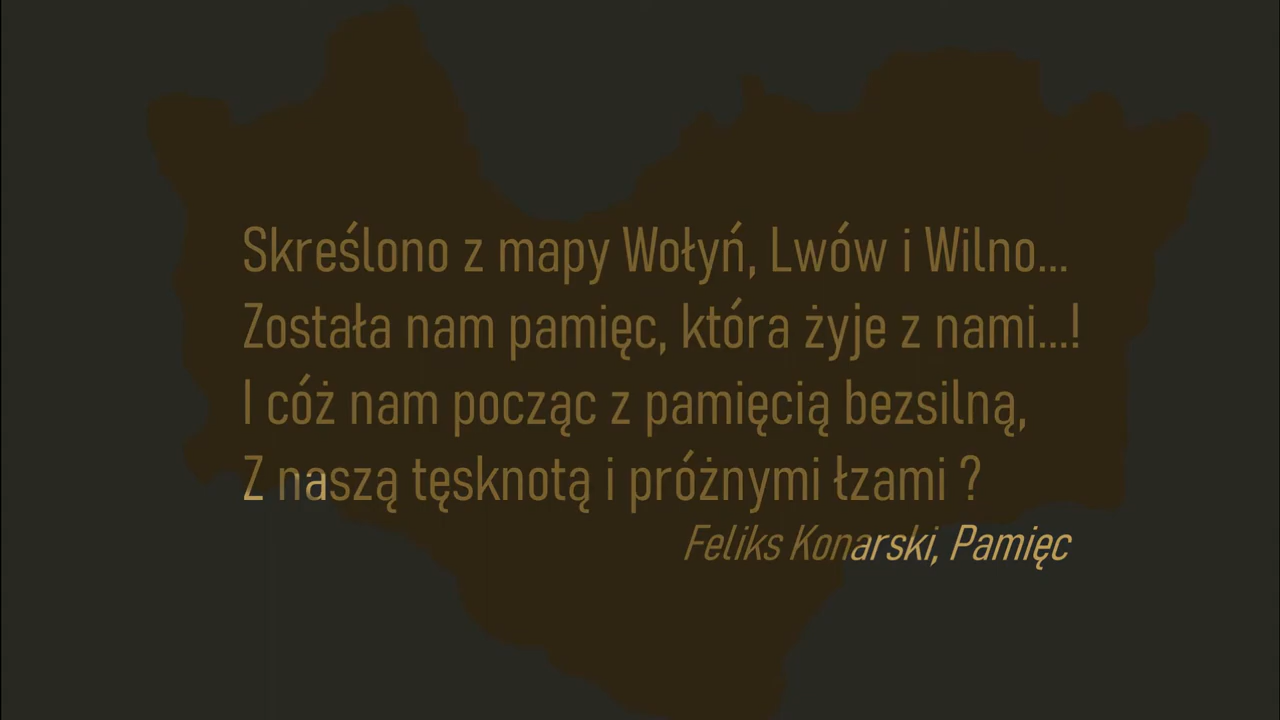 Skreślono z mapy Wołyń, Lwów i Wilno...
Została nam pamięc, która żyje z nami...!
I cóż nam począc z pamięcią bezsilną,
Z naszą tęsknotą i próżnymi łzami ?
Feliks Konarski, Pamięc